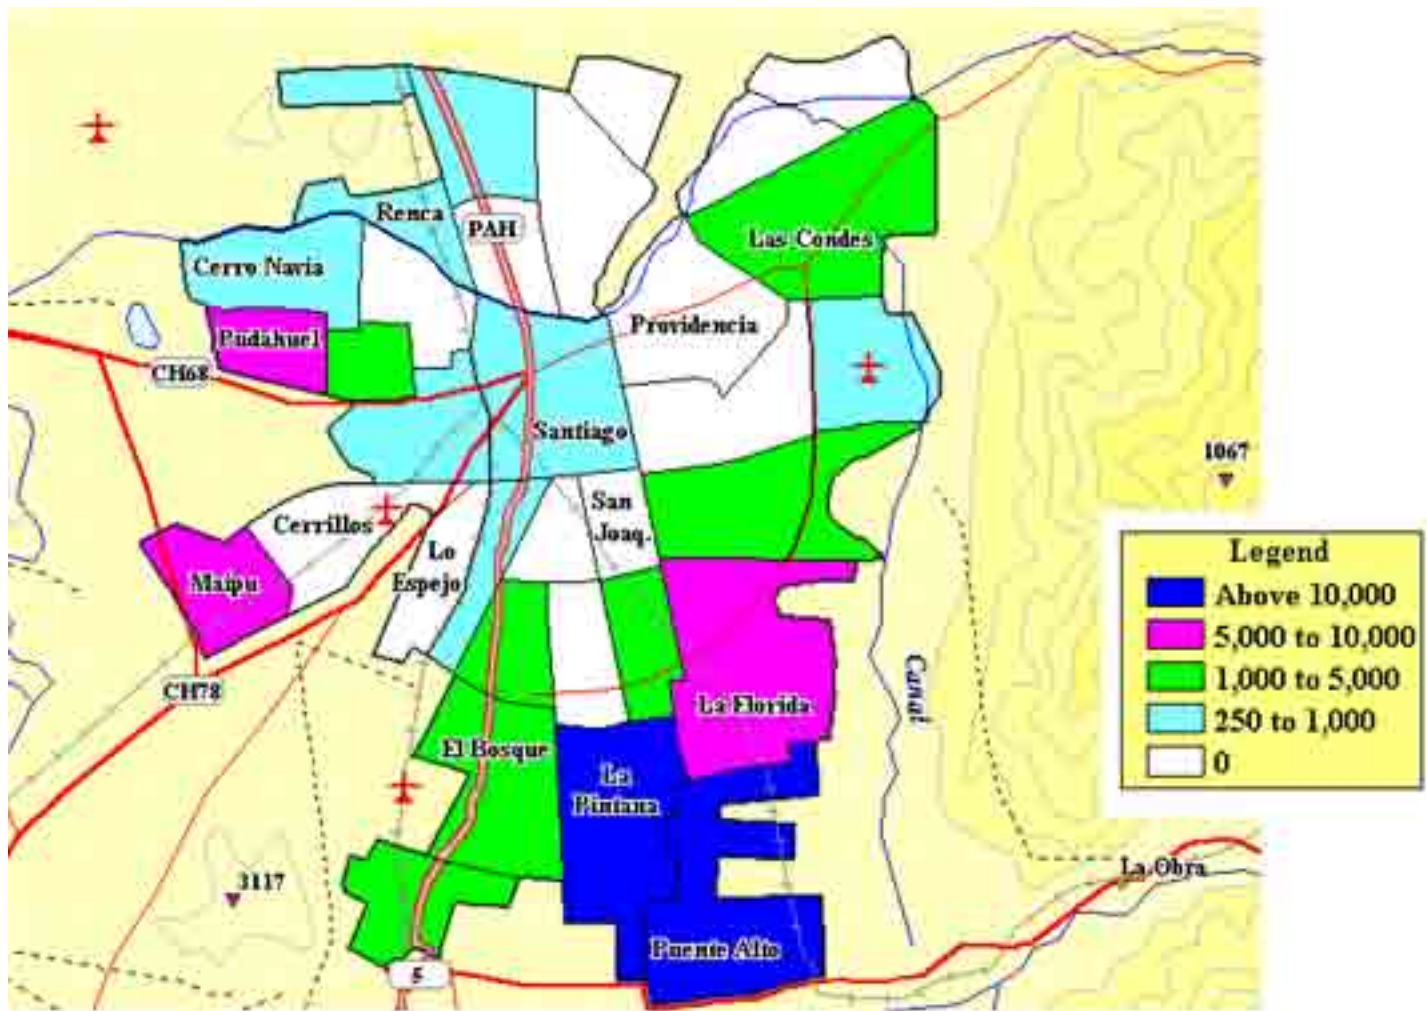 Renca
PAH
Las Condes
Cerro Navia
Providencia
Pudahuel
CH68
Santiago
1067
San
Joaq.
Cerrillos
Lo
Espejo
Maipu
Legend
Above 10,000
5,000 to 10,000
1,000 to 5,000
250 to 1,000
0
CH78
Canal
La Florida
El Bosque
La
Pintana
La Obra
3117
Puente Alto
5